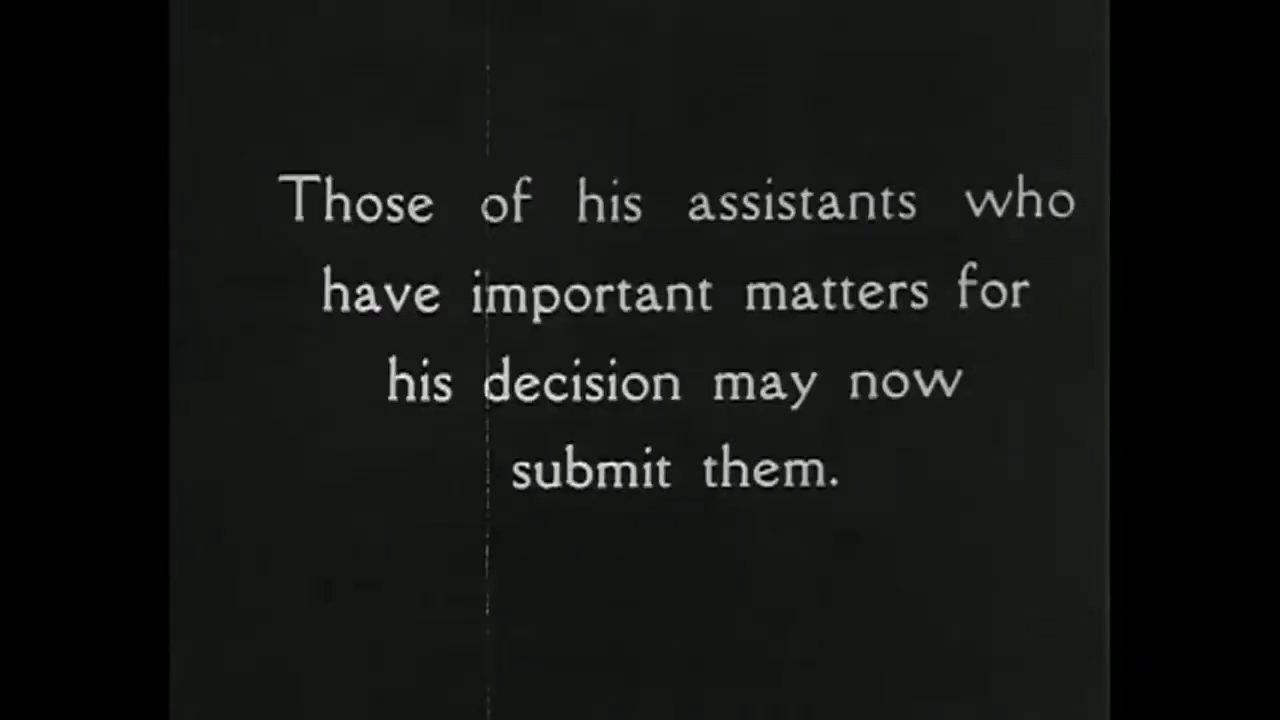 Those of his assistants who
have important matters for
his decision may now
submit them.